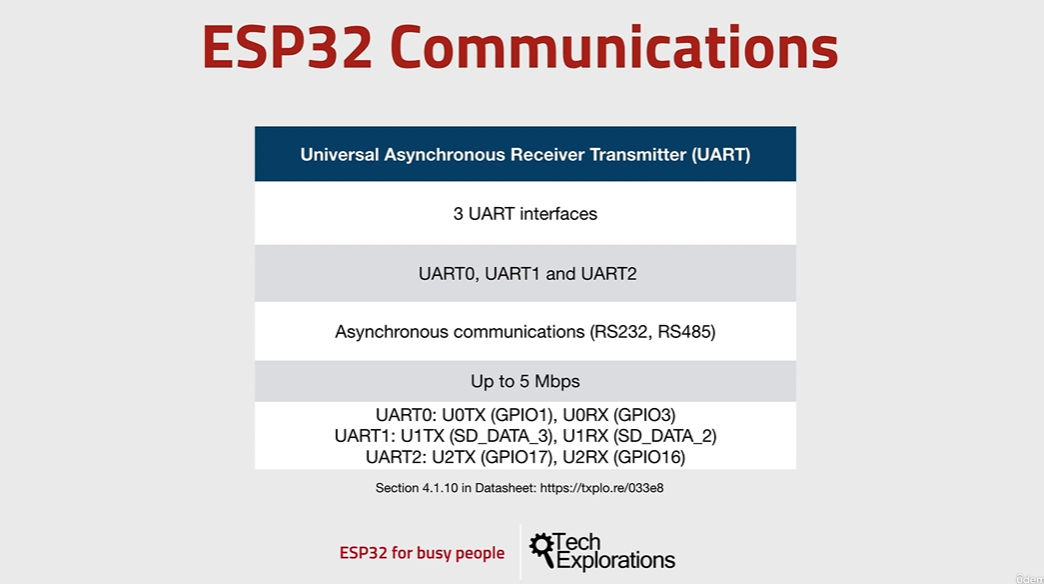 ESP32 Communications
Universal Asynchronous Receiver Transmitter (UART)
3 UART interfaces
UART0, UART1 and UART2
Asynchronous communications (RS232, RS485)
Up to 5 Mbps
UART0: U0TX (GPIO1), U0RX (GPIO3)
UART1: U1TX (SD_DATA_3), U1RX (SD_DATA_2)
UART2: U2TX (GPIO17), U2RX (GPIO16)
Section 4.1.10 in Datasheet: https://txplo.re/033e8
ESP32 for busy people
Tech
Explorations